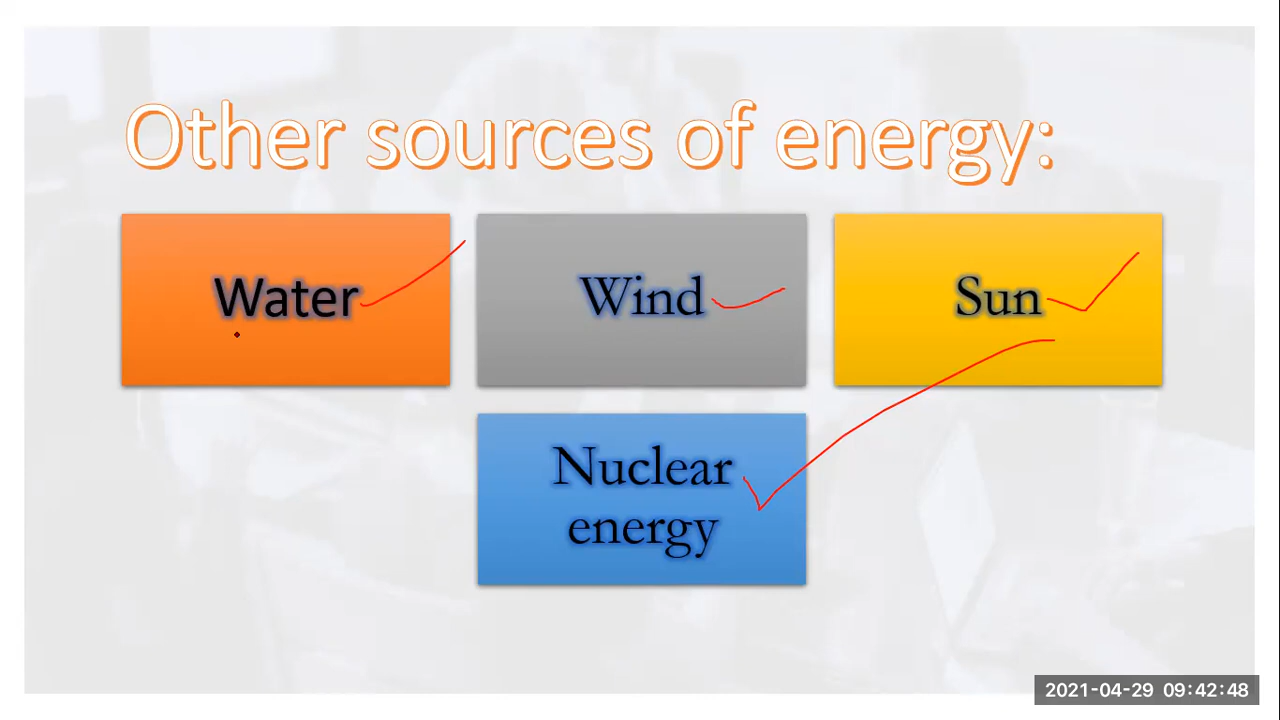 Other sources of energy:
Water
Wind
Sun
Nuclear
energy
2021-04-29 09:42:48